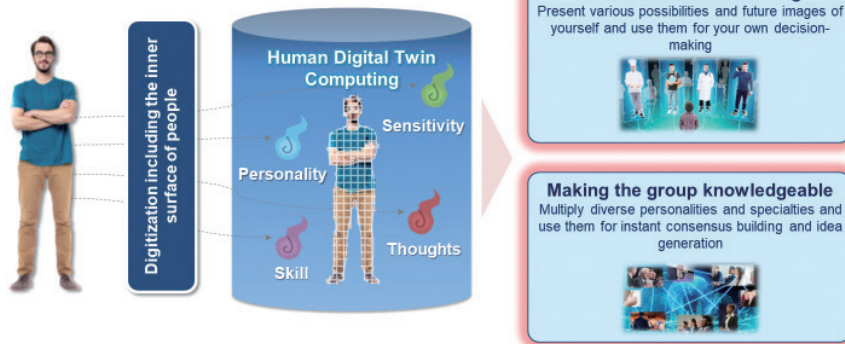 Digitization including the inner
surface of people
Human Digital Twin
Computing
Sensitivity
Personality
Thoughts
Skill
Present various possibilities and future images of
yourself and use them for your own decision-
making
Making the group knowledgeable
Multiply diverse personalities and specialties and
use them for instant consensus building and idea
generation